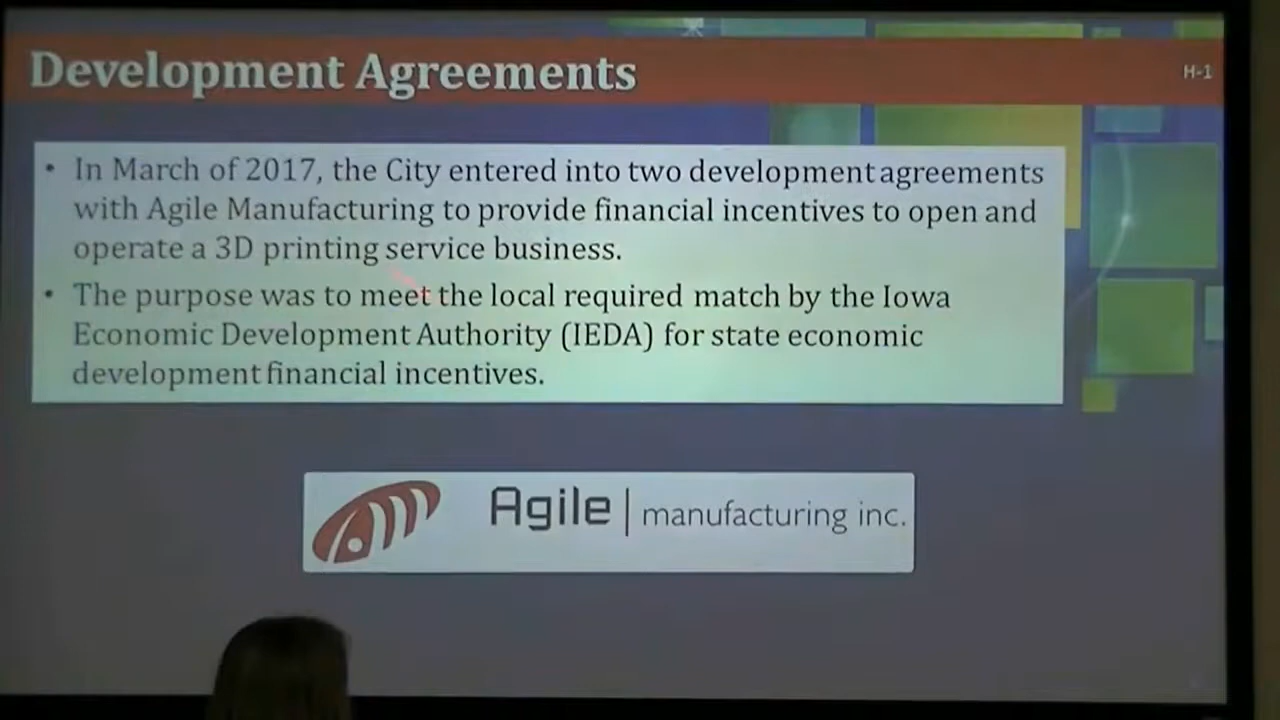 Development Agreements
H-1
• In March of 2017, the City entered into two development agreements
with Agile Manufacturing to provide financial incentives to open and
operate a 3D printing service business.
• The purpose was to meet the local required match by the Iowa
Economic Development Authority (IEDA) for state economic
development financial incentives.
Agile | manufacturing inc.